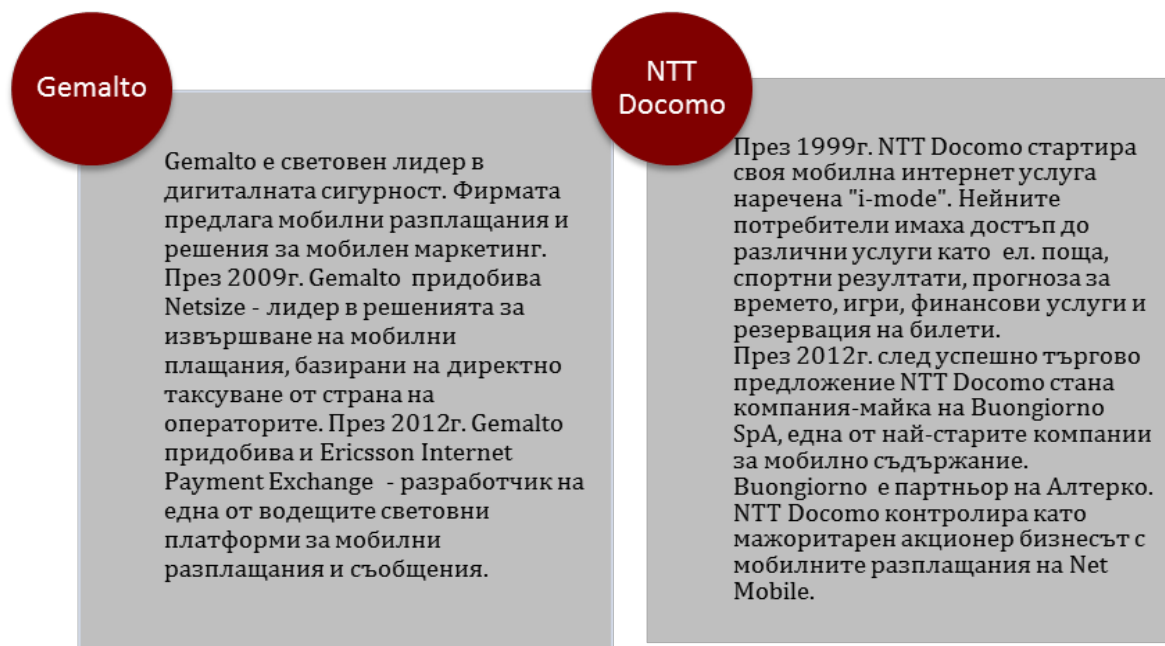 Gemalto
Gemalto е световен лидер в
дигиталната сигурност. Фирмата
предлага мобилни разплащания и
решения за мобилен маркетинг.
През 2009г. Gemalto придобива
Netsize - лидер в решенията за
извършване на мобилни
плащания, базирани на директно
таксуване от страна на
операторите. През 2012г. Gemalto
придобива и Ericsson Internet
Payment Exchange - разработчик на
една от водещите световни
платформи за мобилни
разплащания и съобщения.
NTT
Docomo
През 1999г. NTT Docomo стартира
своя мобилна интернет услуга
наречена "i-mode". Нейните
потребители имаха достъп до
различни услуги като ел. поща,
спортни резултати, прогноза за
времето, игри, финансови услуги и
резервация на билети.
През 2012г. след успешно търгово
предложение NTT Docomo стана
компания-майка на Buongiorno
SpA, една от най-старите компании
за мобилно съдържание.
Buongiorno е партньор на Алтерко.
NTT Docomo контролира като
мажоритарен акционер бизнесът с
мобилните разплащания на Net
Mobile.